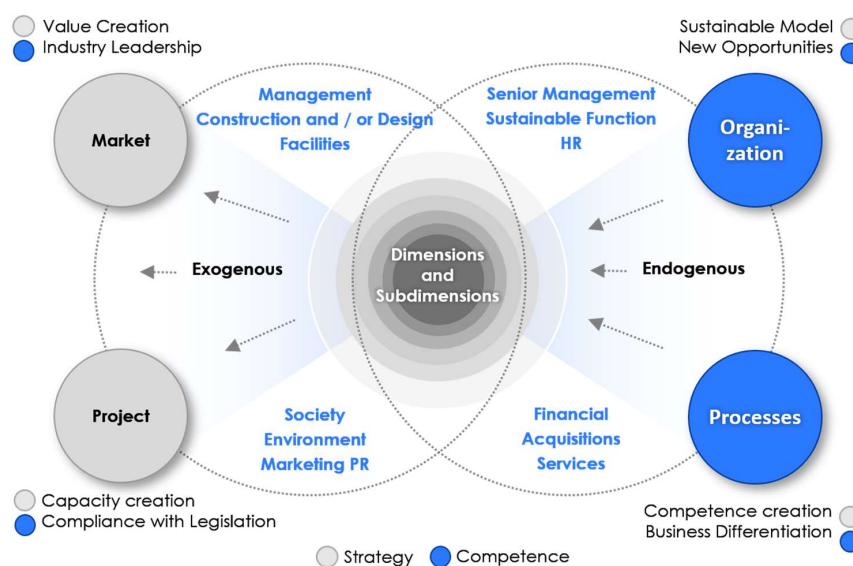 Value Creation
Industry Leadership
Sustainable Model
New Opportunities
Market
Management
Construction and / or Design
Facilities
Senior Management
Sustainable Function
HR
Organi-
zation
Exogenous
Dimensions
and
Subdimensions
Endogenous
Project
Society
Environment
Marketing PR
Financial
Acquisitions
Services
Processes
Capacity creation
Compliance with Legislation
Competence creation
Business Differentiation
Strategy
Competence